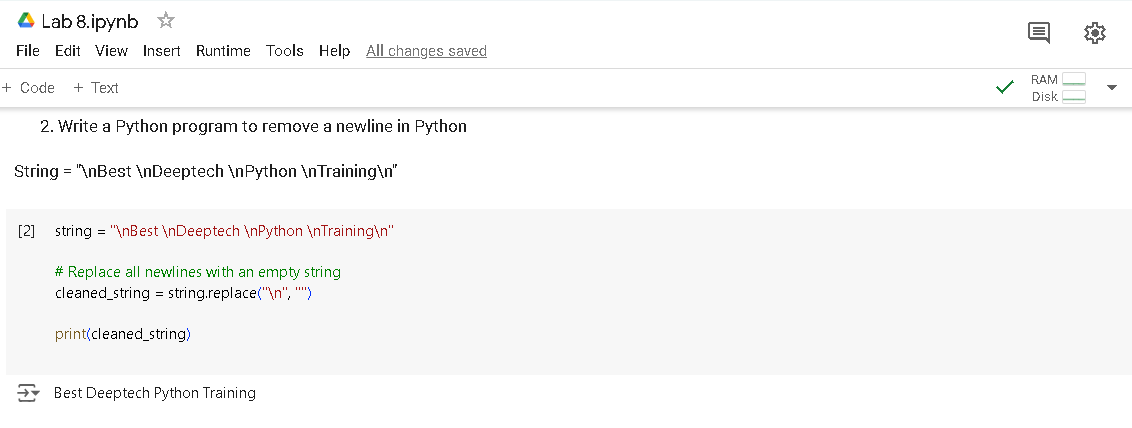 Lab 8.ipynb
File Edit View Insert Runtime Tools Help All changes saved
+ Code + Text
RAM
Disk
2. Write a Python program to remove a newline in Python
String = "\nBest \nDeeptech \nPython \nTraining\n"
[2] string = "\nBest \nDeeptech \nPython \nTraining\n"
# Replace all newlines with an empty string
cleaned_string = string.replace("\n", "")
print(cleaned_string)
Best Deeptech Python Training